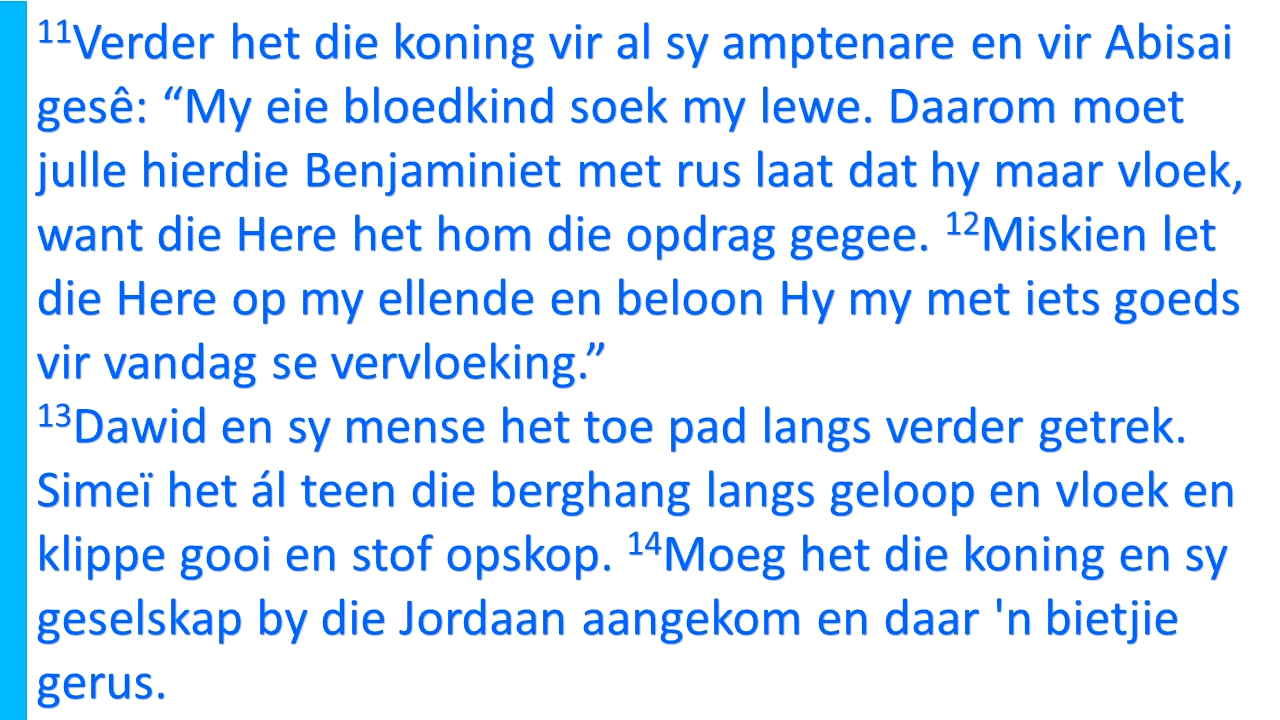 ¹¹Verder het die koning vir al sy amptenare en vir Abisai
gesê: “My eie bloedkind soek my lewe. Daarom moet
julle hierdie Benjaminiet met rus laat dat hy maar vloek,
want die Here het hom die opdrag gegee. ¹²Miskien let
die Here op my ellende en beloon Hy my met iets goeds
vir vandag se vervloeking.”
¹³Dawid en sy mense het toe pad langs verder getrek.
Simeï het ál teen die berghang langs geloop en vloek en
klippe gooi en stof opskop. ¹⁴Moeg het die koning en sy
geselskap by die Jordaan aangekom en daar 'n bietjie
gerus.